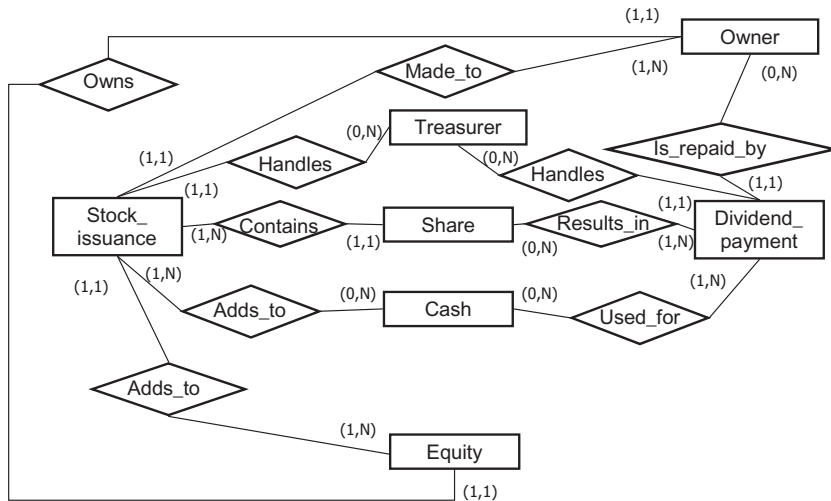 (1,1)
Owner
Owns
Made_to
(1,N)
(0,N)
(0,N)
Treasurer
(1,1)
Handles
(0,N)
Handles
Is_repaid_by
(1,1)
(1,1)
Stock_
issuance
(1,N)
Contains
(1,1)
Share
(0,N)
Results_in
(1,1)
(1,N)
Dividend_
payment
(1,1)
(1,N)
Adds_to
(0,N)
Cash
(0,N)
Used_for
(1,N)
Adds_to
(1,N)
Equity
(1,1)